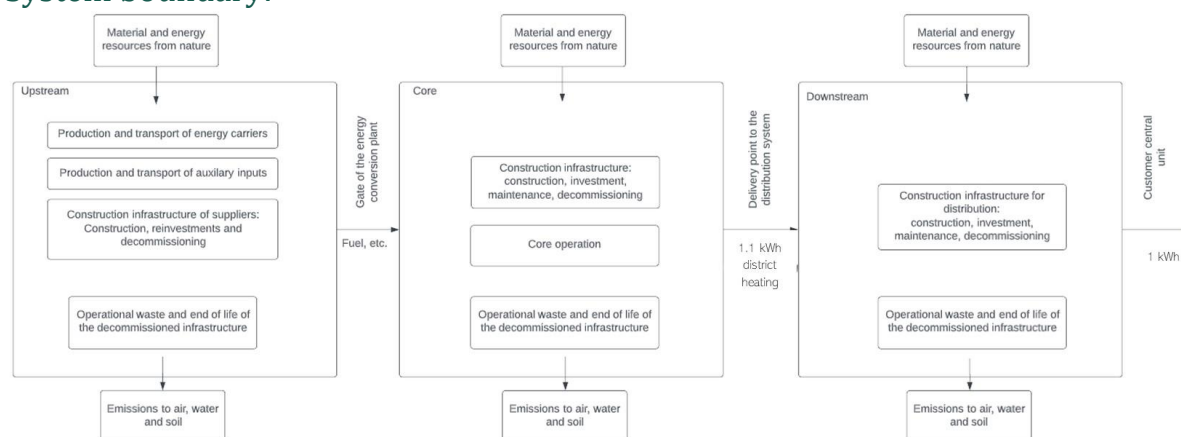 System boundary:
Material and energy
resources from nature
Material and energy
resources from nature
Material and energy
resources from nature
Upstream
Production and transport of energy carriers
Production and transport of auxilary inputs
Construction infrastructure of suppliers:
Construction, reinvestments and
decommissioning
Operational waste and end of life of
the decommissioned infrastructure
Emissions to air, water
and soil
Gate of the energy
conversion plant
Fuel, etc.
Core
Construction infrastructure:
construction, investment,
maintenance, decommissioning
Core operation
Operational waste and end of life of
the decommissioned infrastructure
Emissions to air, water
and soil
Delivery point to the
distribution system
1.1 kWh
district
heating
Downstream
Construction infrastructure for
distribution:
construction, investment,
maintenance, decommissioning
Operational waste and end of life of
the decommissioned infrastructure
Emissions to air, water
and soil
Customer central
unit
1 kWh